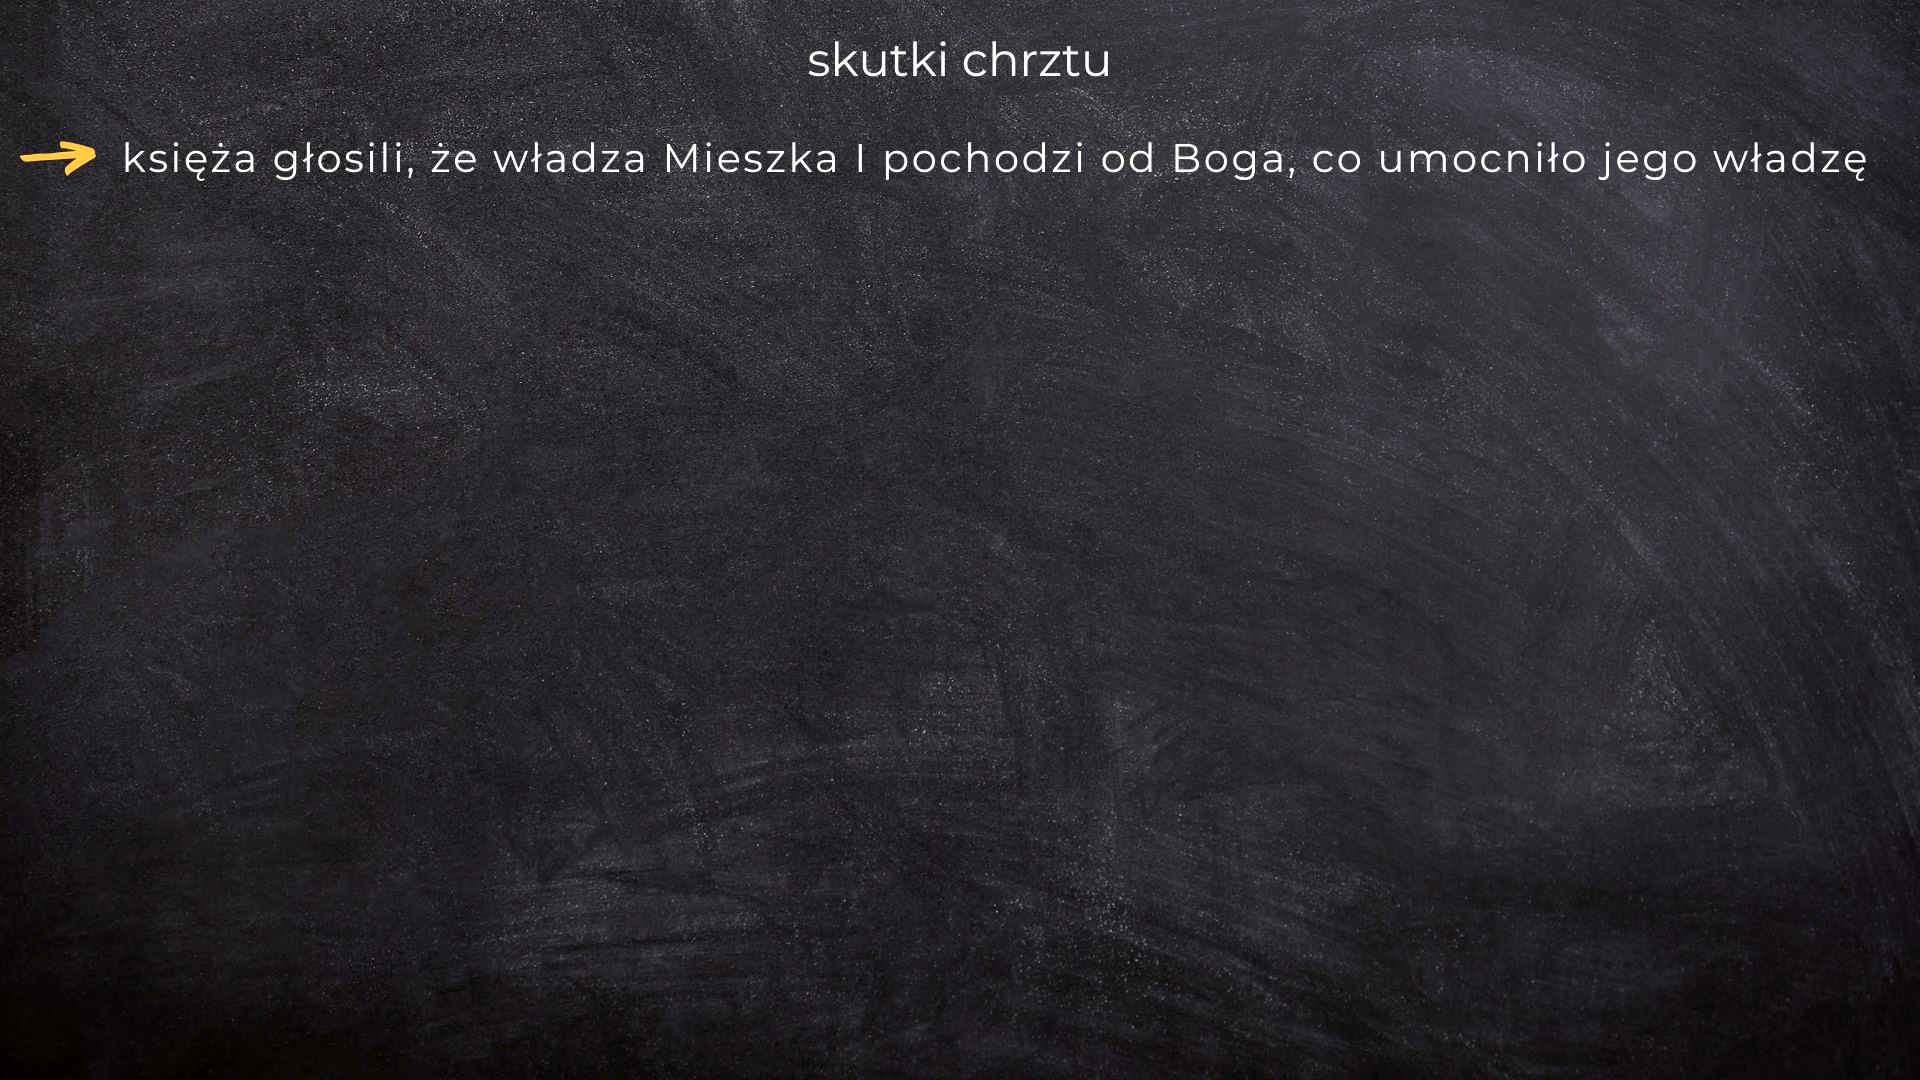 skutki chrztu
księża głosili, że władza Mieszka I pochodzi od Boga, co umocniło jego władzę